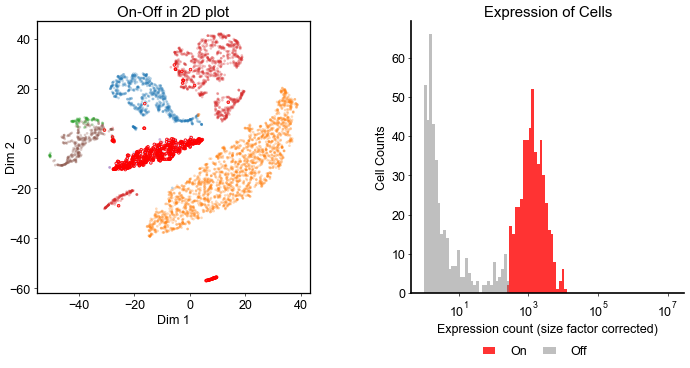 On-Off in 2D plot
40
20
0
−20
−40
−60
Dim 2
−40
−20
0
20
40
Dim 1
Expression of Cells
60
50
40
30
20
10
0
Cell Counts
10^1
10^3
10^5
10^7
Expression count (size factor corrected)
On
Off